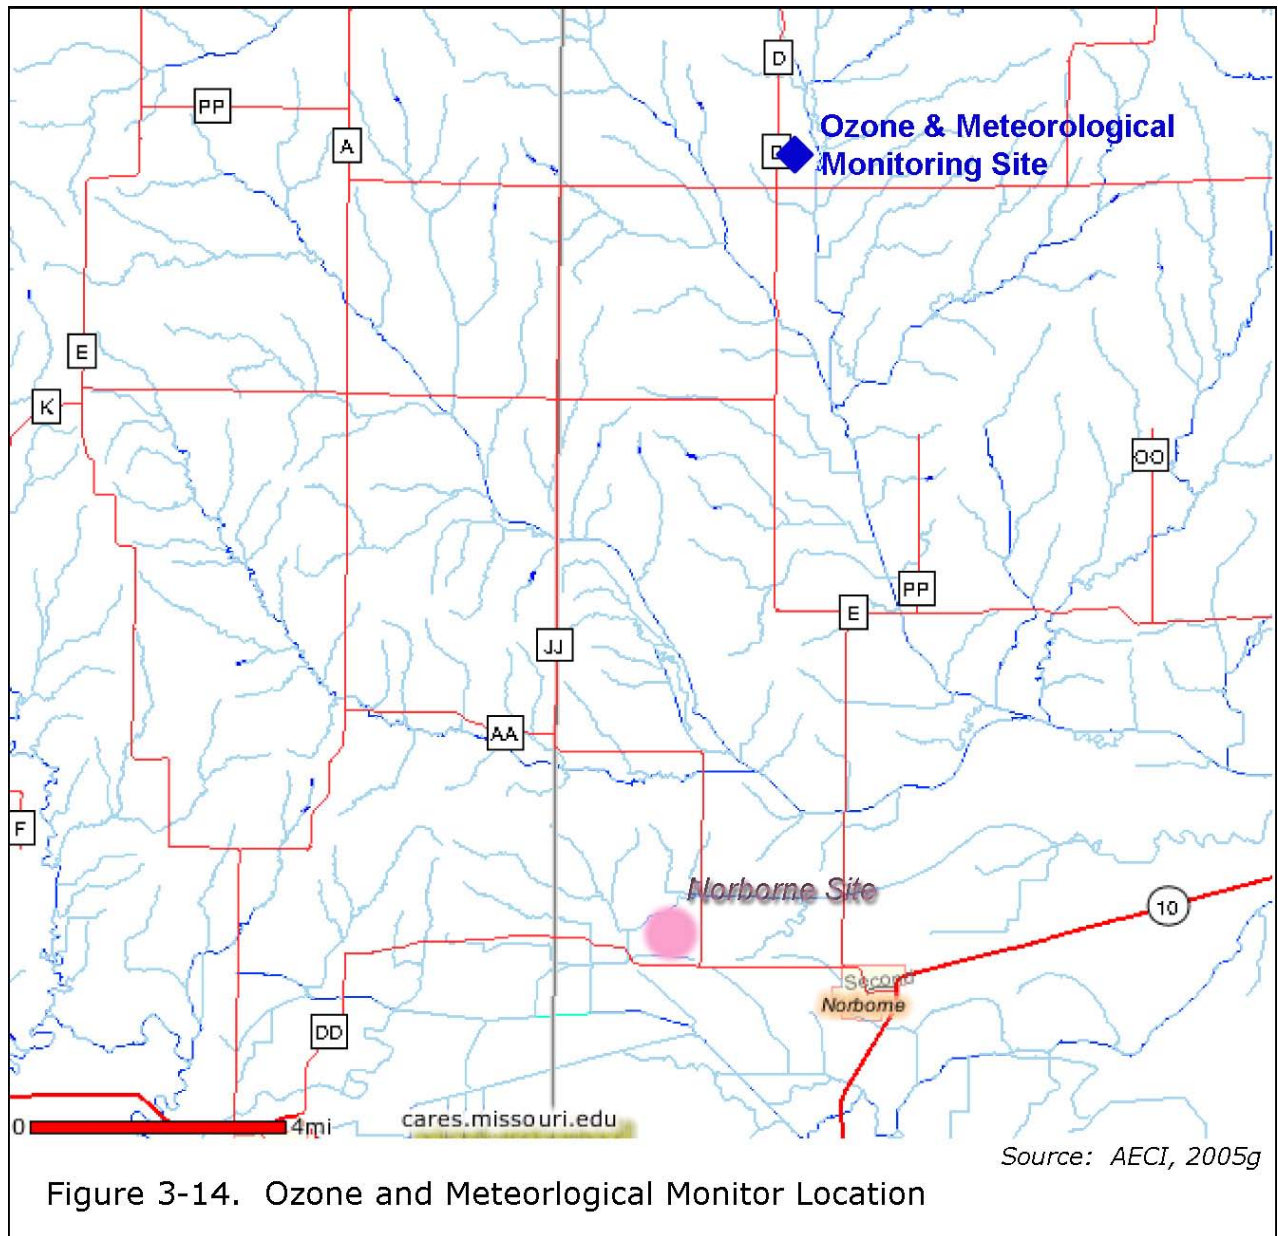 D
PP
Ozone & Meteorological
A
Monitoring Site
E
K
OO
PP
E
JJ
AA
F
Norborne Site
10
Second
Norborne
DD
0 4mi
cares.missouri.edu
Source: AECI, 2005g
Figure 3-14. Ozone and Meteorlogical Monitor Location